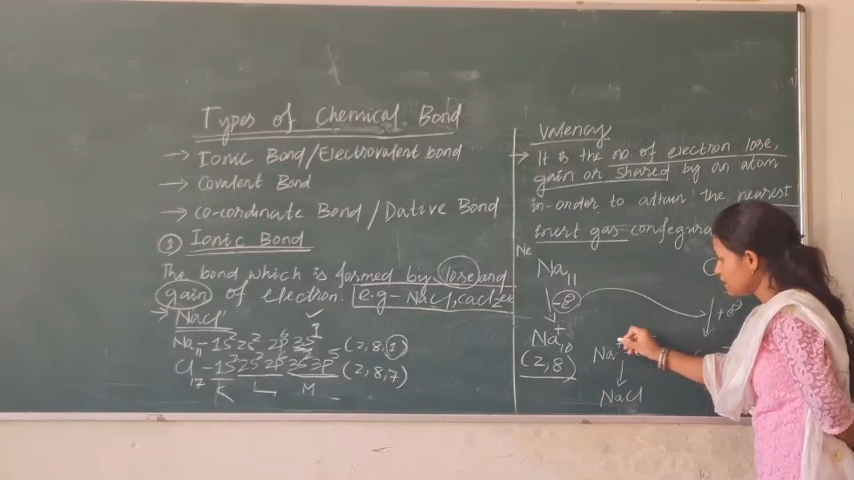 Types of Chemical Bond
→ Ionic Bond/Electrovalent bond
→ Covalent Bond
→ Co-cordinate Bond/Dative Bond
① Ionic Bond
The bond which is formed by lose and
gain of electron. e.g- NaCl, CaCl₂ etc
→ NaCl
Na₁₁ - 1S² 2S² 2P⁶ 3S¹ (2,8,1)
Cl₁₇ - 1S² 2S² 2P⁶ 3S² 3P⁵ (2,8,7)
K L M
Valency
→ It is the no of electron lose,
gain or shared by an atom
in-order to attain the nearest
inert gas confegura
Ne
Na₁₁
-e +e
Na⁺₁₀
(2,8)
Na⁺
NaCl